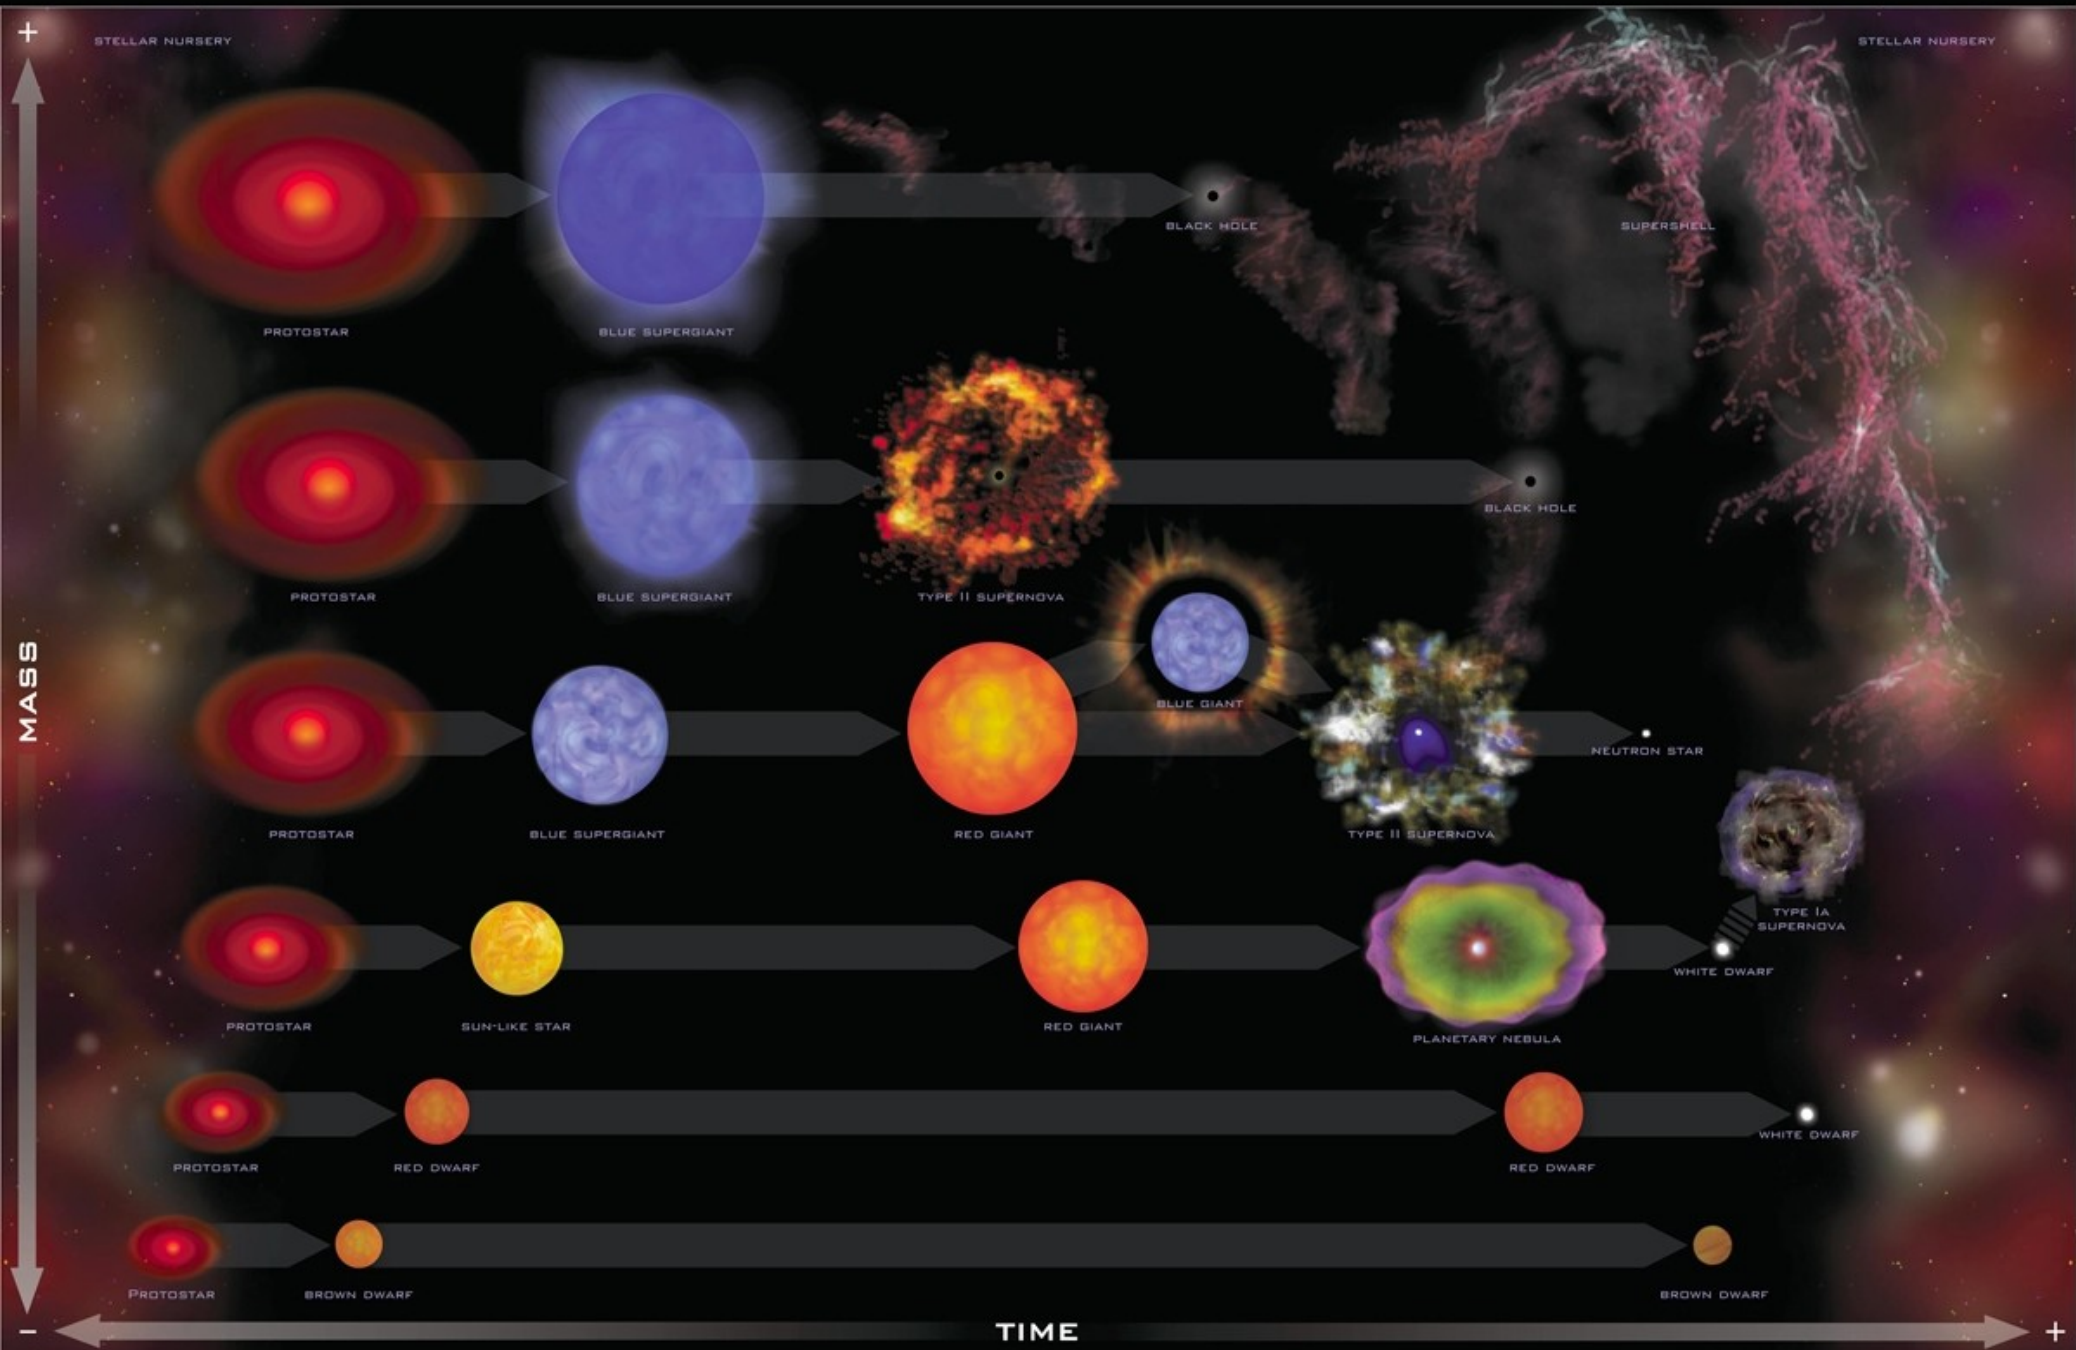 +
STELLAR NURSERY
STELLAR NURSERY
BLACK HOLE
SUPERSHELL
PROTOSTAR
BLUE SUPERGIANT
BLACK HOLE
PROTOSTAR
BLUE SUPERGIANT
TYPE II SUPERNOVA
MASS
BLUE GIANT
NEUTRON STAR
PROTOSTAR
BLUE SUPERGIANT
RED GIANT
TYPE II SUPERNOVA
TYPE IA
SUPERNOVA
WHITE DWARF
PROTOSTAR
SUN-LIKE STAR
RED GIANT
PLANETARY NEBULA
WHITE DWARF
PROTOSTAR
RED DWARF
RED DWARF
PROTOSTAR
BROWN DWARF
BROWN DWARF
-
TIME
+